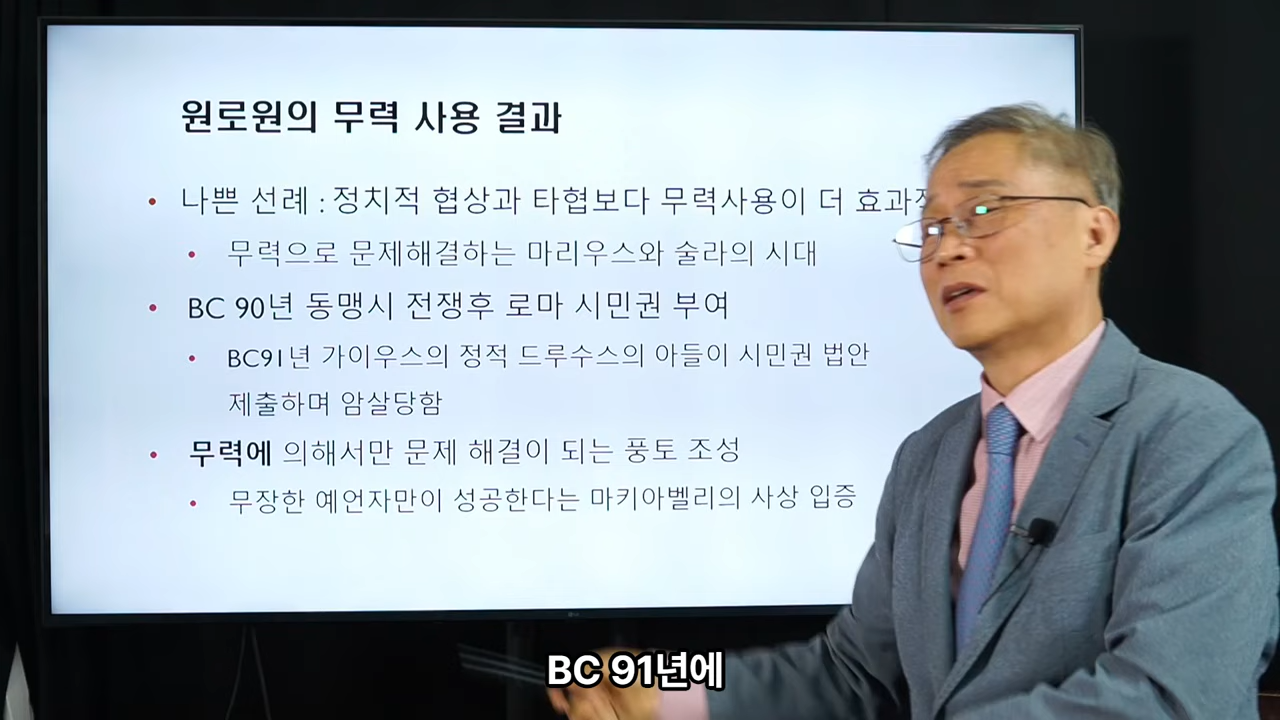 원로원의 무력 사용 결과
• 나쁜 선례 : 정치적 협상과 타협보다 무력사용이 더
• 무력으로 문제해결하는 마리우스와 술라의 시대
• BC 90년 동맹시 전쟁후 로마 시민권 부여
• BC91년 가이우스의 정적 드루수스의 아들이 시민권 법안
제출하며 암살당함
• 무력에 의해서만 문제 해결이 되는 풍토 조성
• 무장한 예언자만이 성공한다는 마키아벨리의 사상 입증
BC 91년에